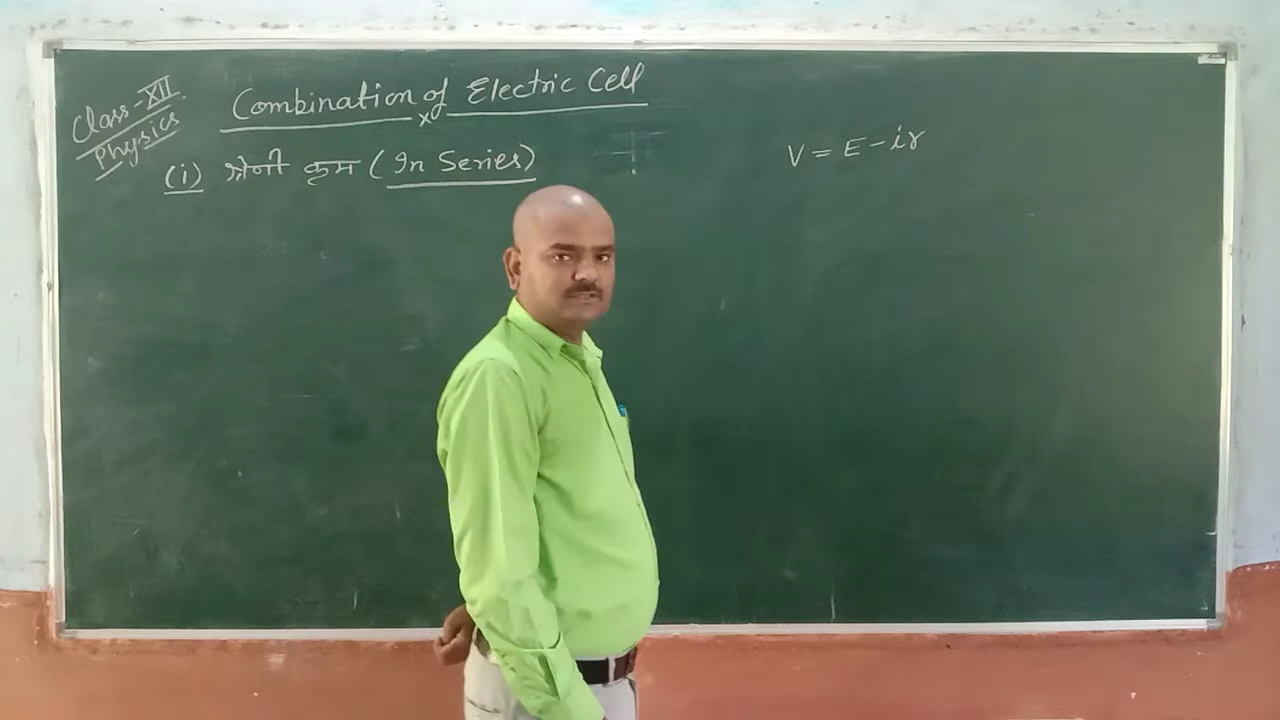 Class-XII
Physics
Combination of Electric Cell
x
(i) श्रेणी क्रम (In Series)
V = E - ir